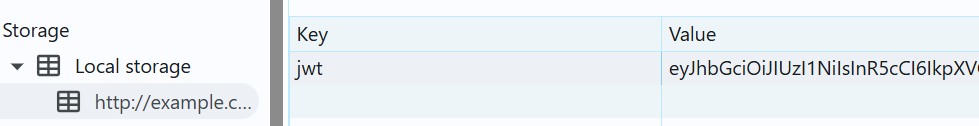 Storage
Local storage
http://example.c...
Key Value
jwt eyJhbGciOiJIUzI1NiIsInR5cCI6IkpXV